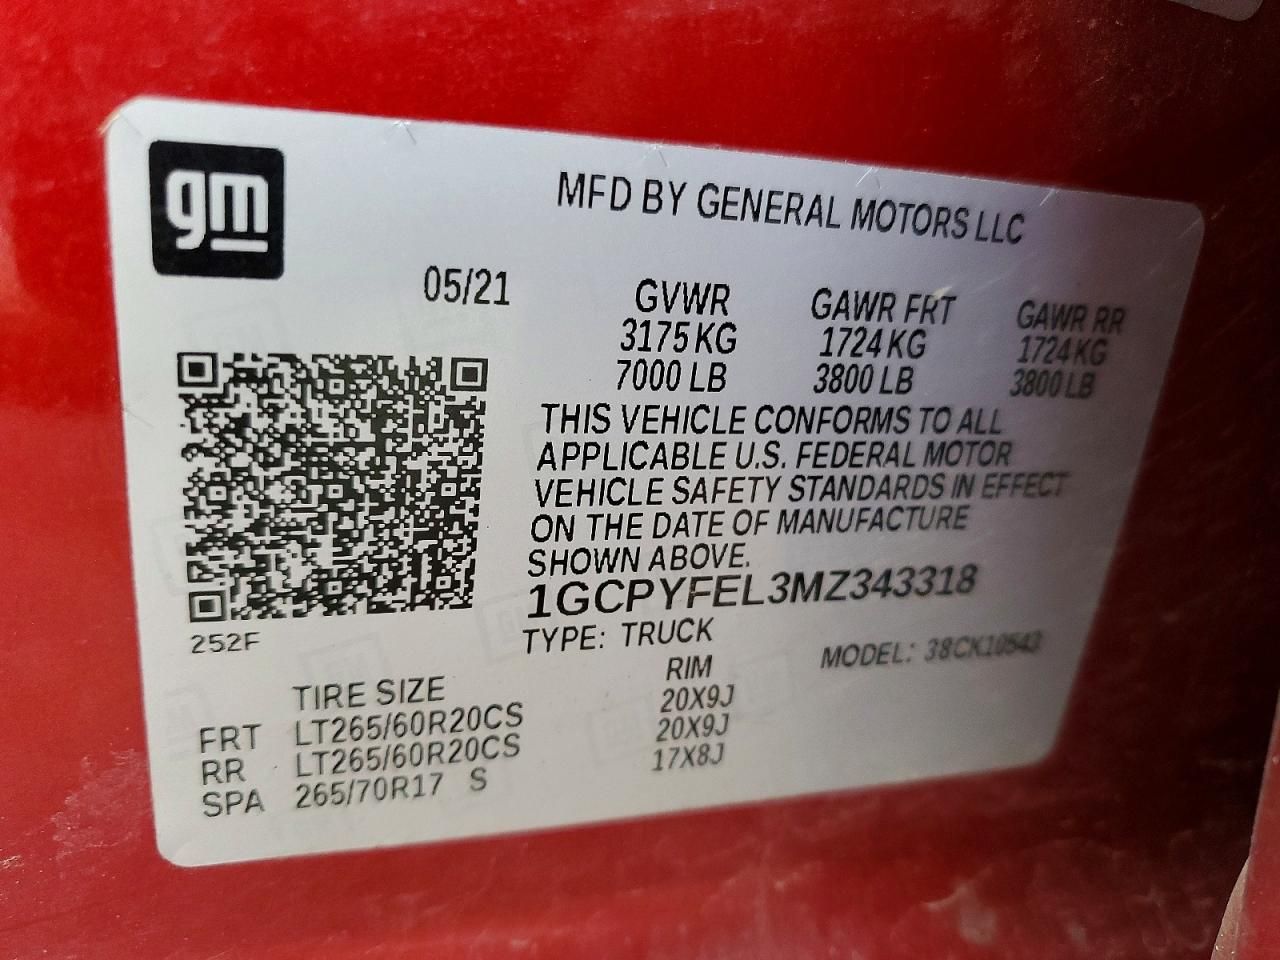 gm
MFD BY GENERAL MOTORS LLC
05/21
GVWR GAWR FRT GAWR RR
3175 KG 1724 KG 1724 KG
7000 LB 3800 LB 3800 LB
THIS VEHICLE CONFORMS TO ALL
APPLICABLE U.S. FEDERAL MOTOR
VEHICLE SAFETY STANDARDS IN EFFECT
ON THE DATE OF MANUFACTURE
SHOWN ABOVE.
1GCPYFEL3MZ343318
252F
TYPE: TRUCK MODEL: 38CK10543
TIRE SIZE RIM
FRT LT265/60R20CS 20X9J
RR LT265/60R20CS 20X9J
SPA 265/70R17 S 17X8J